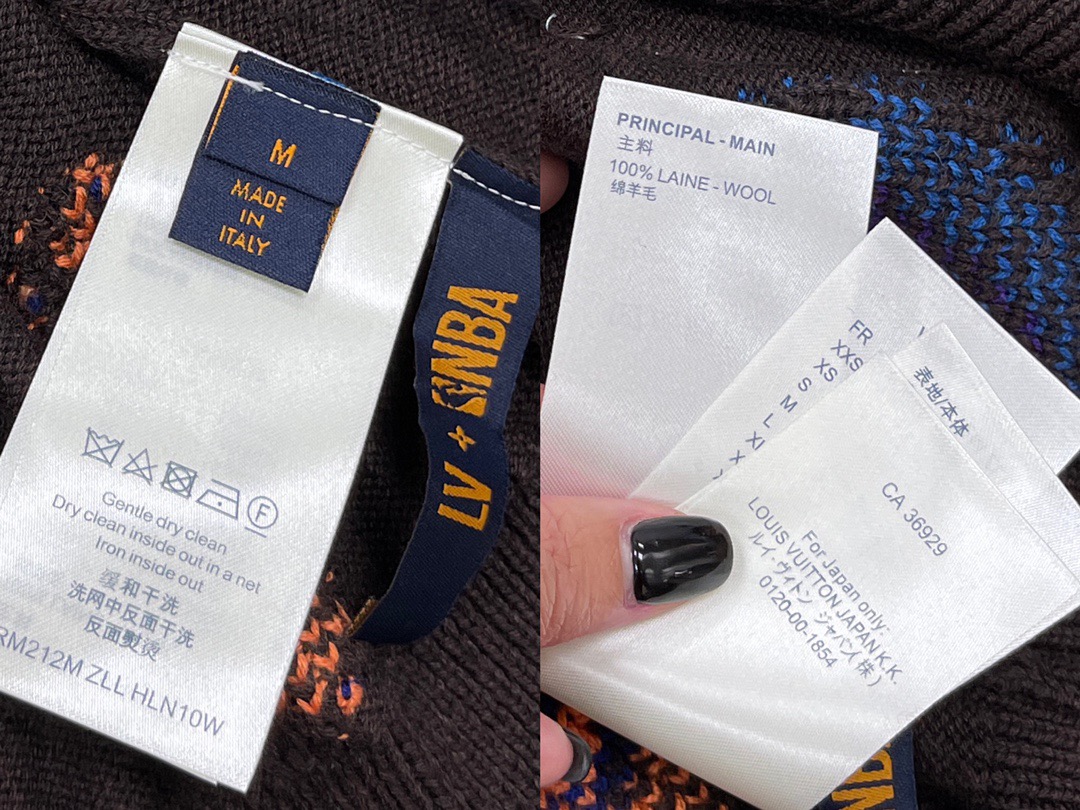 M
MADE
IN
ITALY
LV NBA
F
Gentle dry clean
Dry clean inside out in a net
Iron inside out
缓和干洗
洗网中反面干洗
反面熨烫
RM212M ZLL HLN10W
PRINCIPAL - MAIN
主料
100% LAINE - WOOL
绵羊毛
FR
XXS
XS
S
M
L
表地/本体
CA 36929
For Japan only:
LOUIS VUITTON JAPAN K.K.
ルイ・ヴィトン ジャパン(株)
0120-00-1854